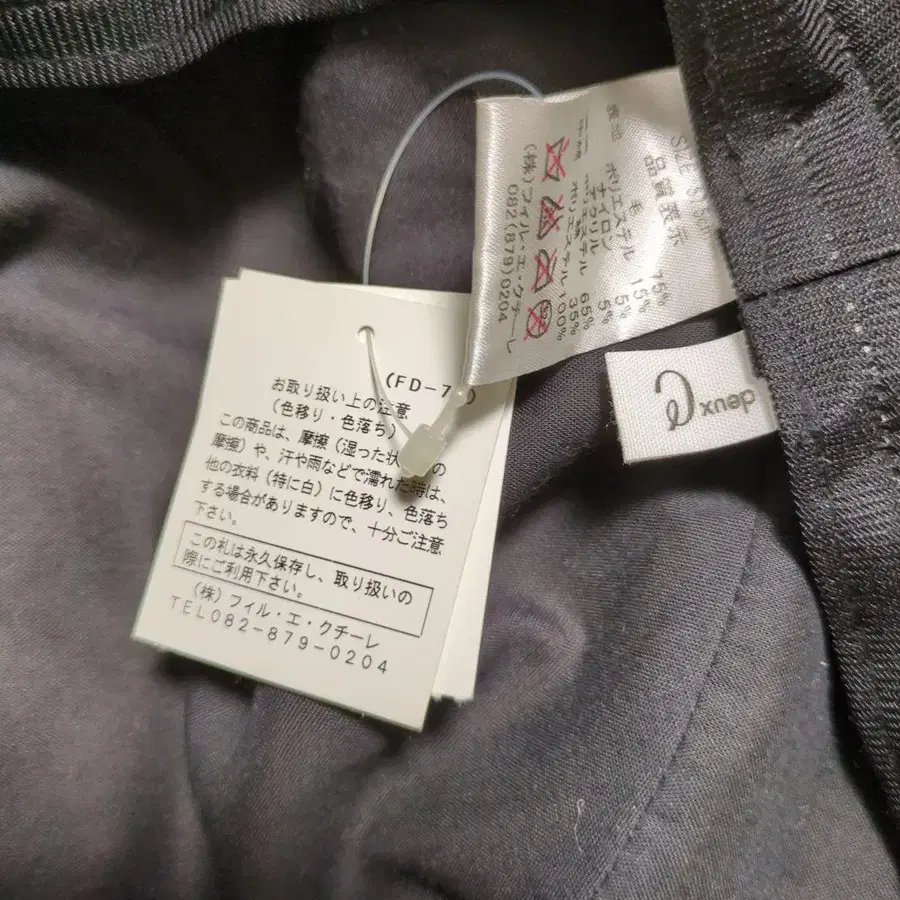 (FD-7
お取り扱い上の注意
(色移り・色落ち)
この商品は、摩擦(湿った状 の
摩擦)や、汗や雨などで濡れた時は、
他の衣料(特に白)に色移り、色落ち
する場合がありますので、十分ご注意
下さい。
この札は永久保存し、取り扱いの
際にご利用下さい。
(株)フィル・エ・クチーレ
TEL082-879-0204
SIZE
品質表示
毛 75%
ポリエステル 15%
ナイロン 5%
アクリル 5%
ポリエステル 65%
35%
ポリエステル100%
(株)フィル・エ・クチーレ
082(879)0204
deux